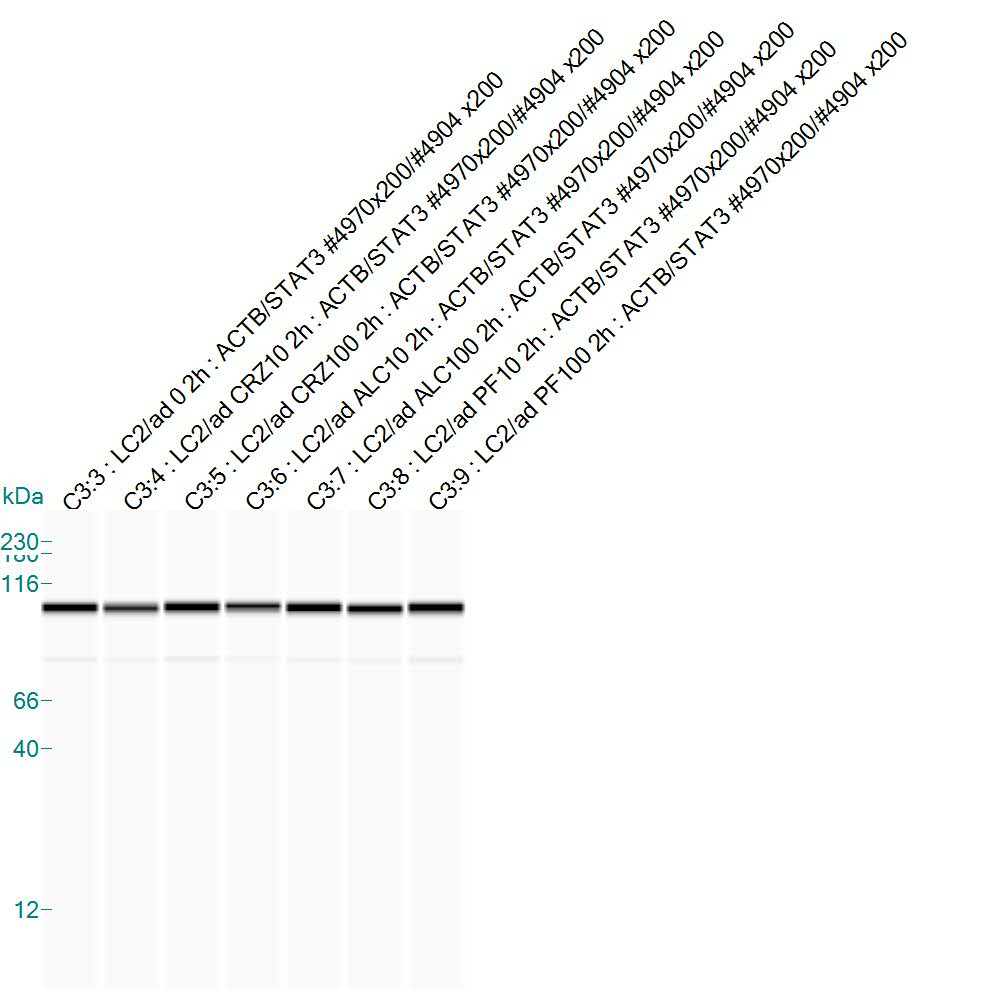 C3:3 : LC2/ad 0 2h : ACTB/STAT3 #4970x200/#4904 x200
C3:4 : LC2/ad CRZ10 2h : ACTB/STAT3 #4970x200/#4904 x200
C3:5 : LC2/ad CRZ100 2h : ACTB/STAT3 #4970x200/#4904 x200
C3:6 : LC2/ad ALC10 2h : ACTB/STAT3 #4970x200/#4904 x200
C3:7 : LC2/ad ALC100 2h : ACTB/STAT3 #4970x200/#4904 x200
C3:8 : LC2/ad PF10 2h : ACTB/STAT3 #4970x200/#4904 x200
C3:9 : LC2/ad PF100 2h : ACTB/STAT3 #4970x200/#4904 x200
kDa
230
180
116
66
40
12